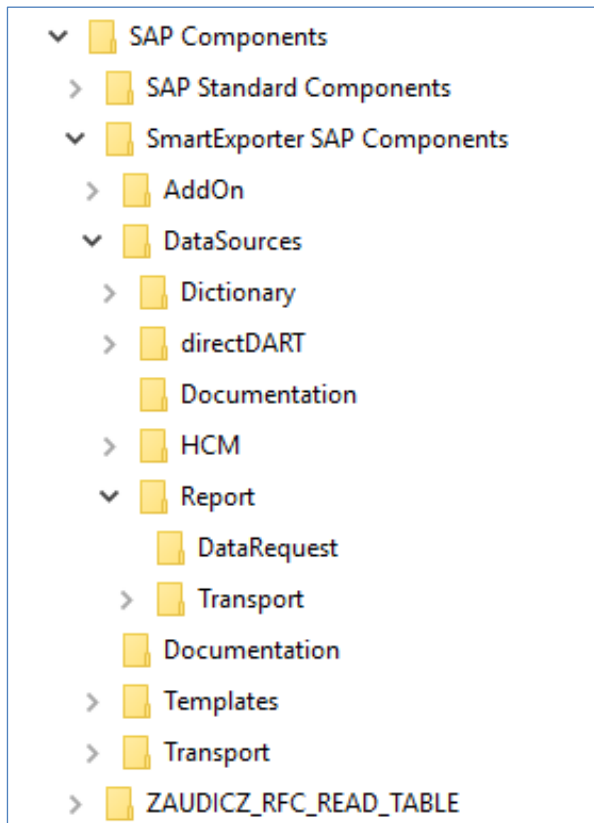 SAP Components
SAP Standard Components
SmartExporter SAP Components
AddOn
DataSources
Dictionary
directDART
Documentation
HCM
Report
DataRequest
Transport
Documentation
Templates
Transport
ZAUDICZ_RFC_READ_TABLE